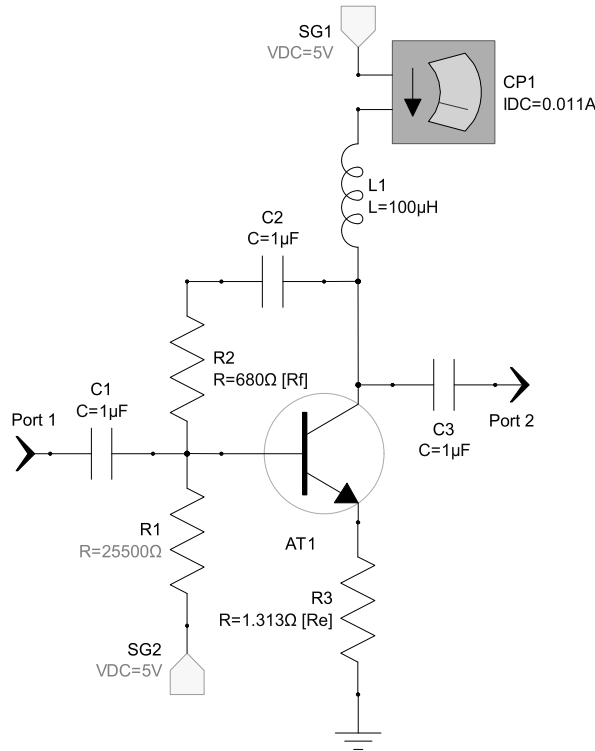 SG1
VDC=5V
CP1
IDC=0.011A
L1
L=100µH
C2
C=1µF
R2
R=680Ω [Rf]
C1
C=1µF
Port 1
Port 2
C3
C=1µF
R1
R=25500Ω
AT1
R3
R=1.313Ω [Re]
SG2
VDC=5V